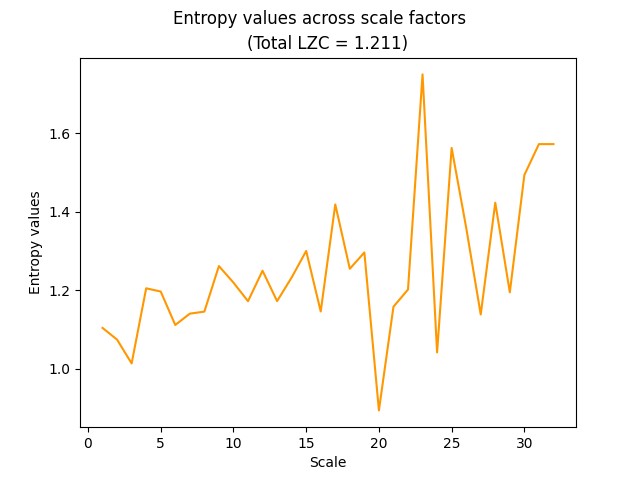 Entropy values across scale factors
(Total LZC = 1.211)
Entropy values
1.6
1.4
1.2
1.0
0 5 10 15 20 25 30
Scale